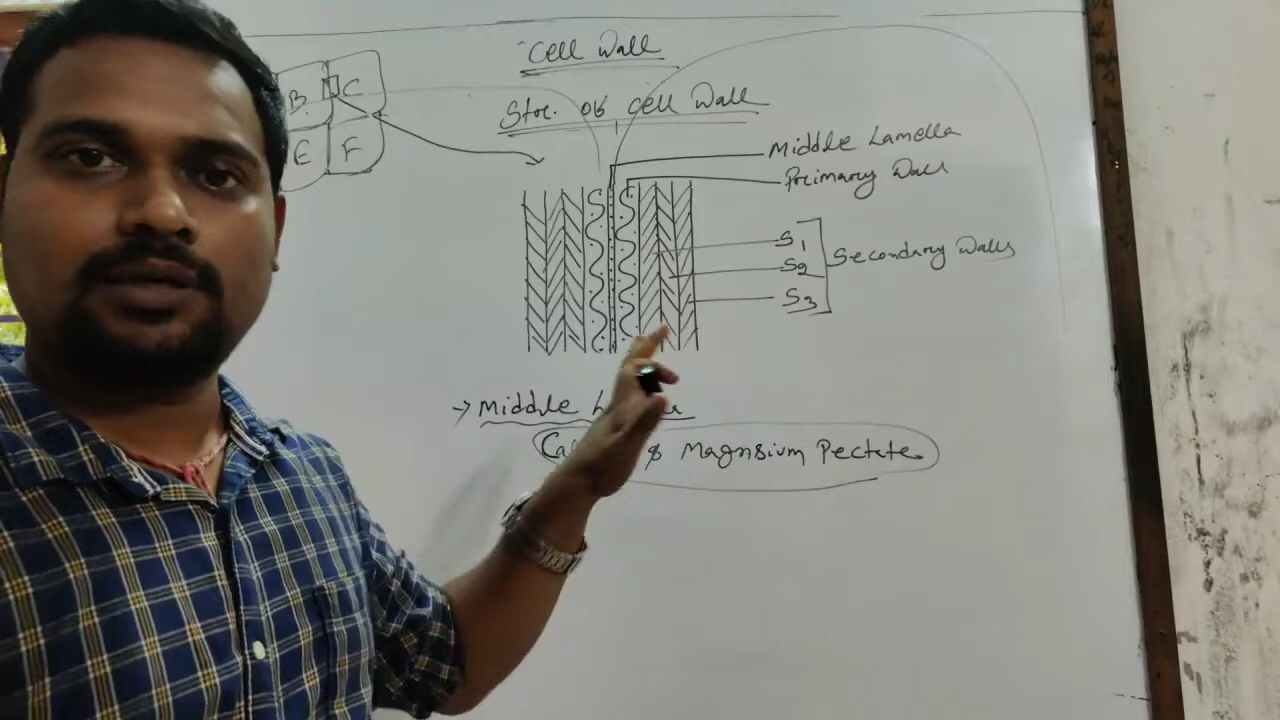 Cell Wall
B C
E F
Stoc. of Cell Wall
Middle Lamella
Primary Wall
S1
S2
S3
Secondary Walls
→ Middle
& Magnsium Pectate